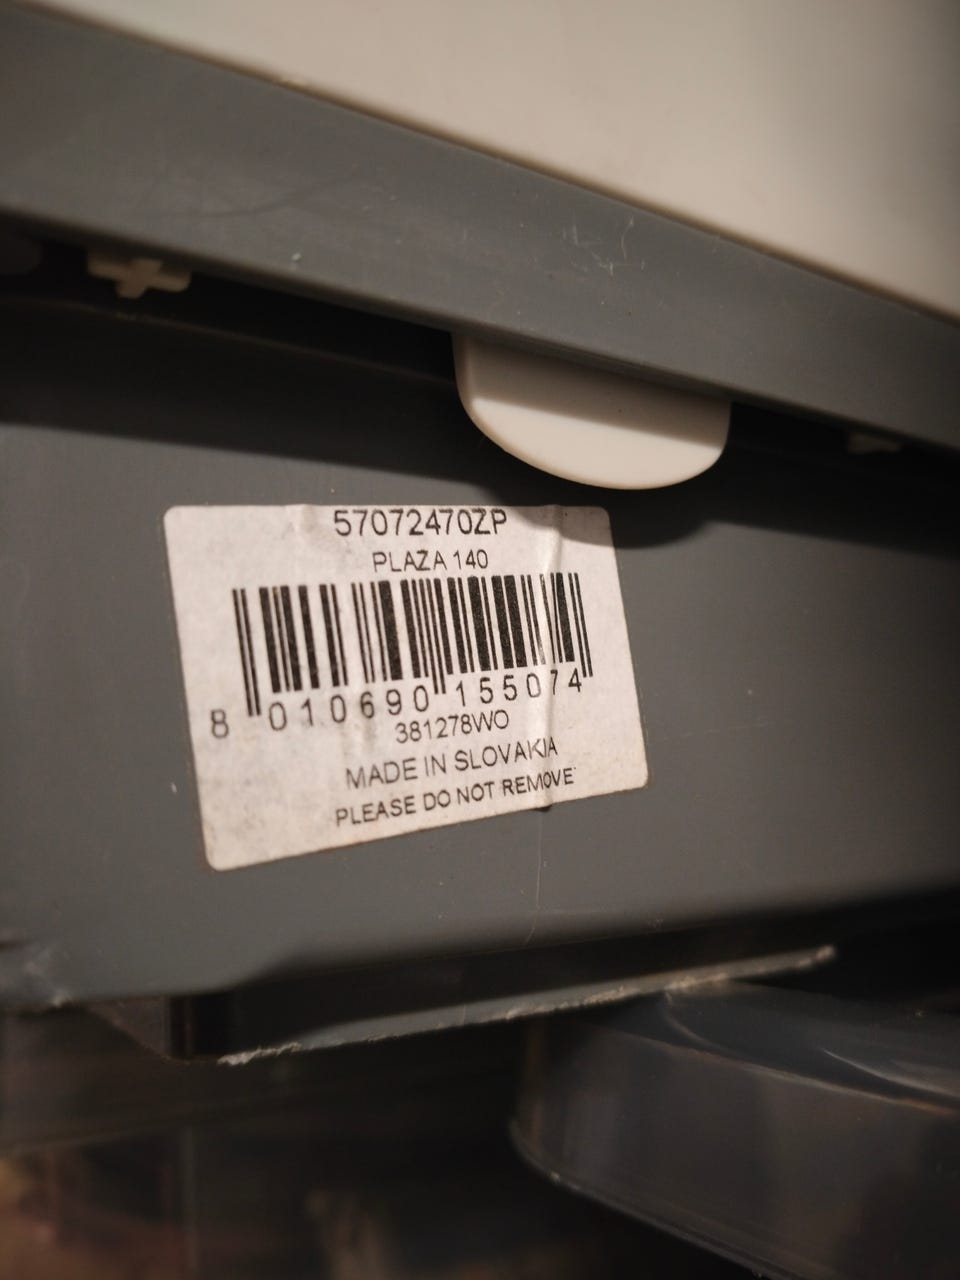 57072470ZP
PLAZA 140
8 010690 155074
381278WO
MADE IN SLOVAKIA
PLEASE DO NOT REMOVE